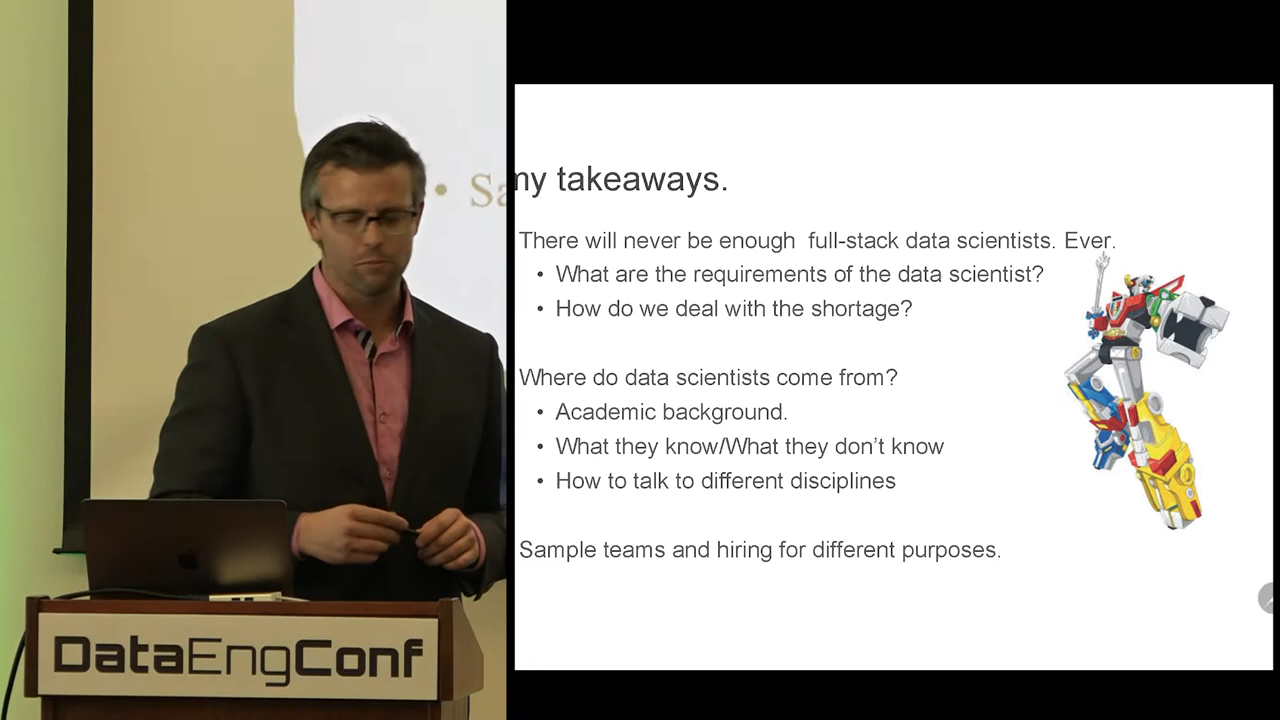 • Sa
my takeaways.
There will never be enough full-stack data scientists. Ever.
• What are the requirements of the data scientist?
• How do we deal with the shortage?
Where do data scientists come from?
• Academic background.
• What they know/What they don't know
• How to talk to different disciplines
Sample teams and hiring for different purposes.
DataEngConf